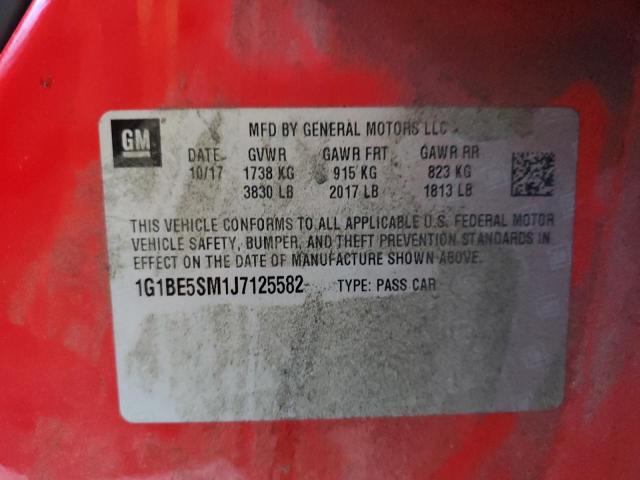 GM
MFD BY GENERAL MOTORS LLC
DATE GVWR GAWR FRT GAWR RR
10/17 1738 KG 915 KG 823 KG
3830 LB 2017 LB 1813 LB
THIS VEHICLE CONFORMS TO ALL APPLICABLE U.S. FEDERAL MOTOR
VEHICLE SAFETY, BUMPER, AND THEFT PREVENTION STANDARDS IN
EFFECT ON THE DATE OF MANUFACTURE SHOWN ABOVE.
1G1BE5SM1J7125582 TYPE: PASS CAR